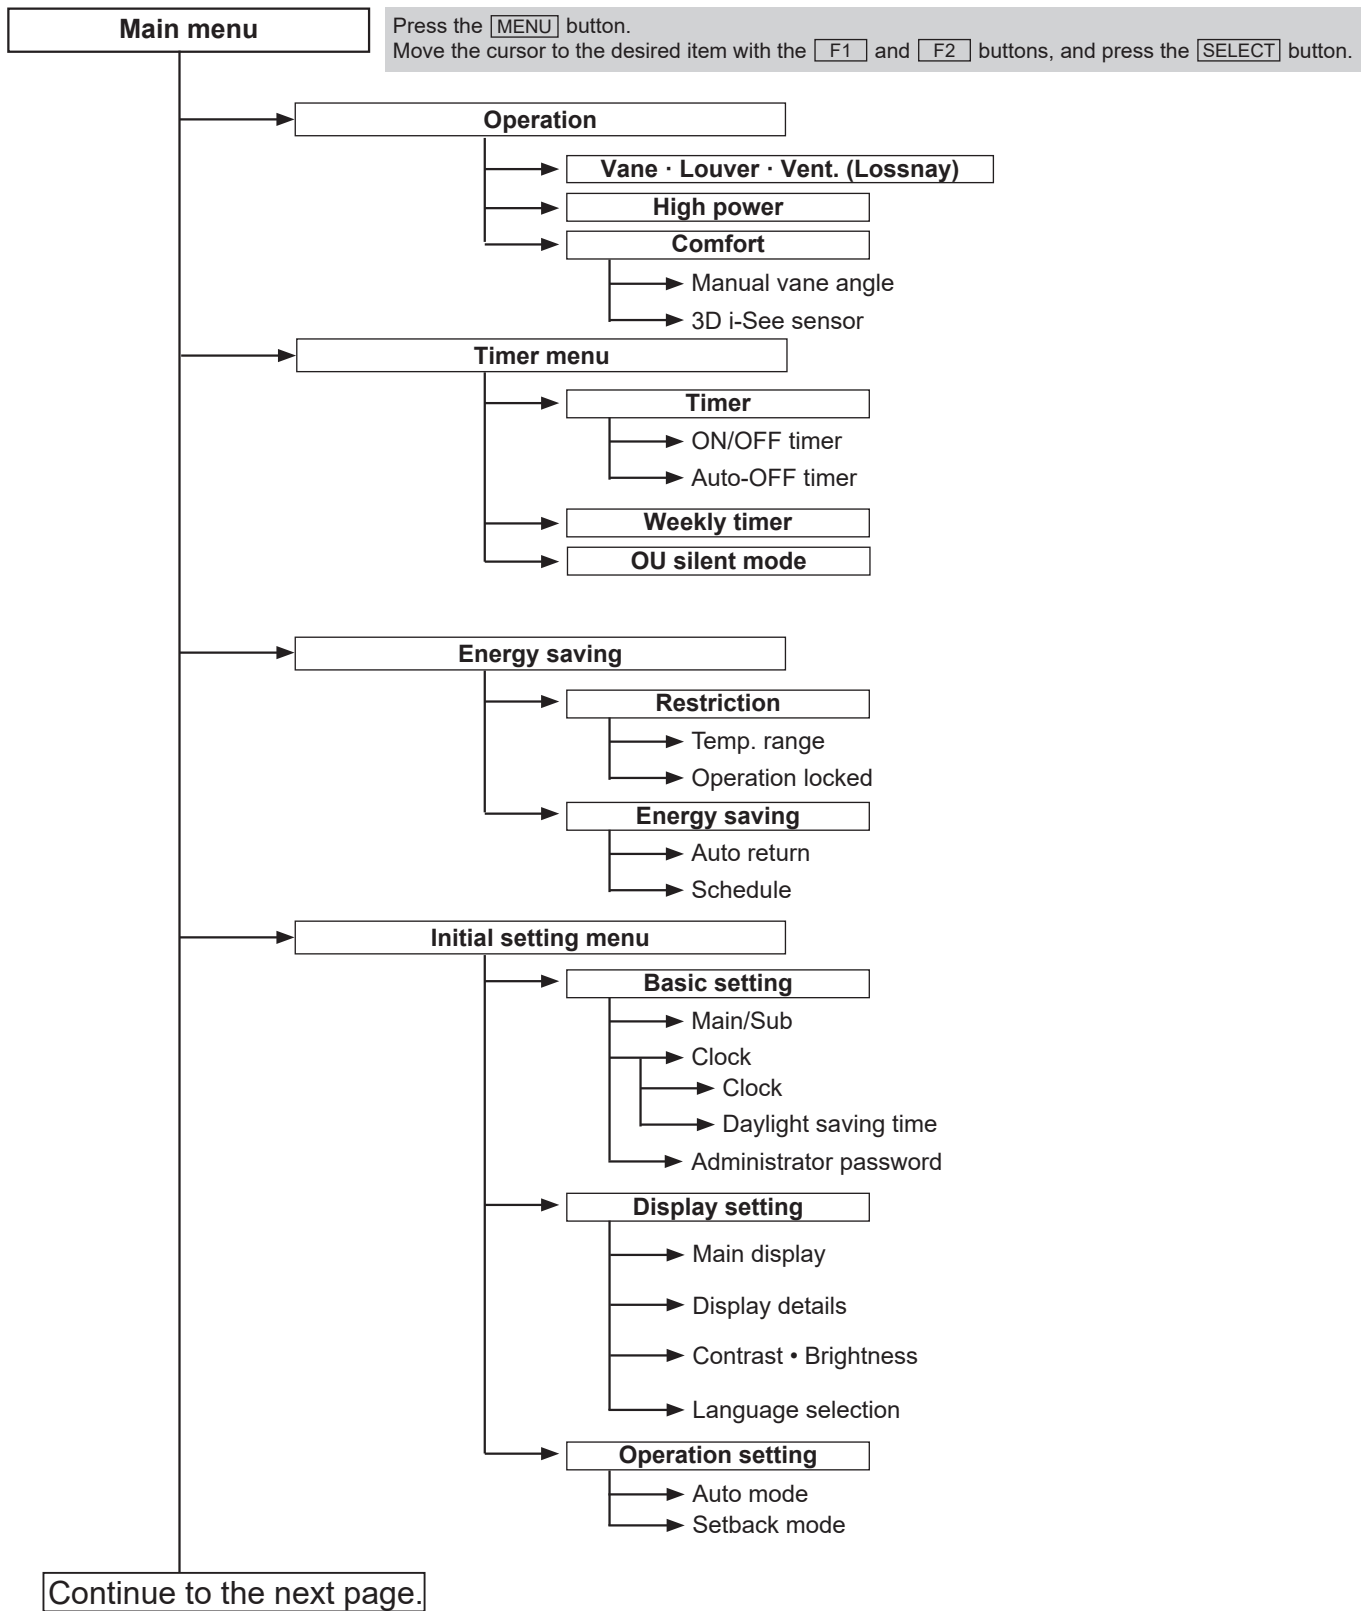 Main menu
Press the MENU button.
Move the cursor to the desired item with the F1 and F2 buttons, and press the SELECT button.
Operation
Vane · Louver · Vent. (Lossnay)
High power
Comfort
Manual vane angle
3D i-See sensor
Timer menu
Timer
ON/OFF timer
Auto-OFF timer
Weekly timer
OU silent mode
Energy saving
Restriction
Temp. range
Operation locked
Energy saving
Auto return
Schedule
Initial setting menu
Basic setting
Main/Sub
Clock
Clock
Daylight saving time
Administrator password
Display setting
Main display
Display details
Contrast • Brightness
Language selection
Operation setting
Auto mode
Setback mode
Continue to the next page.